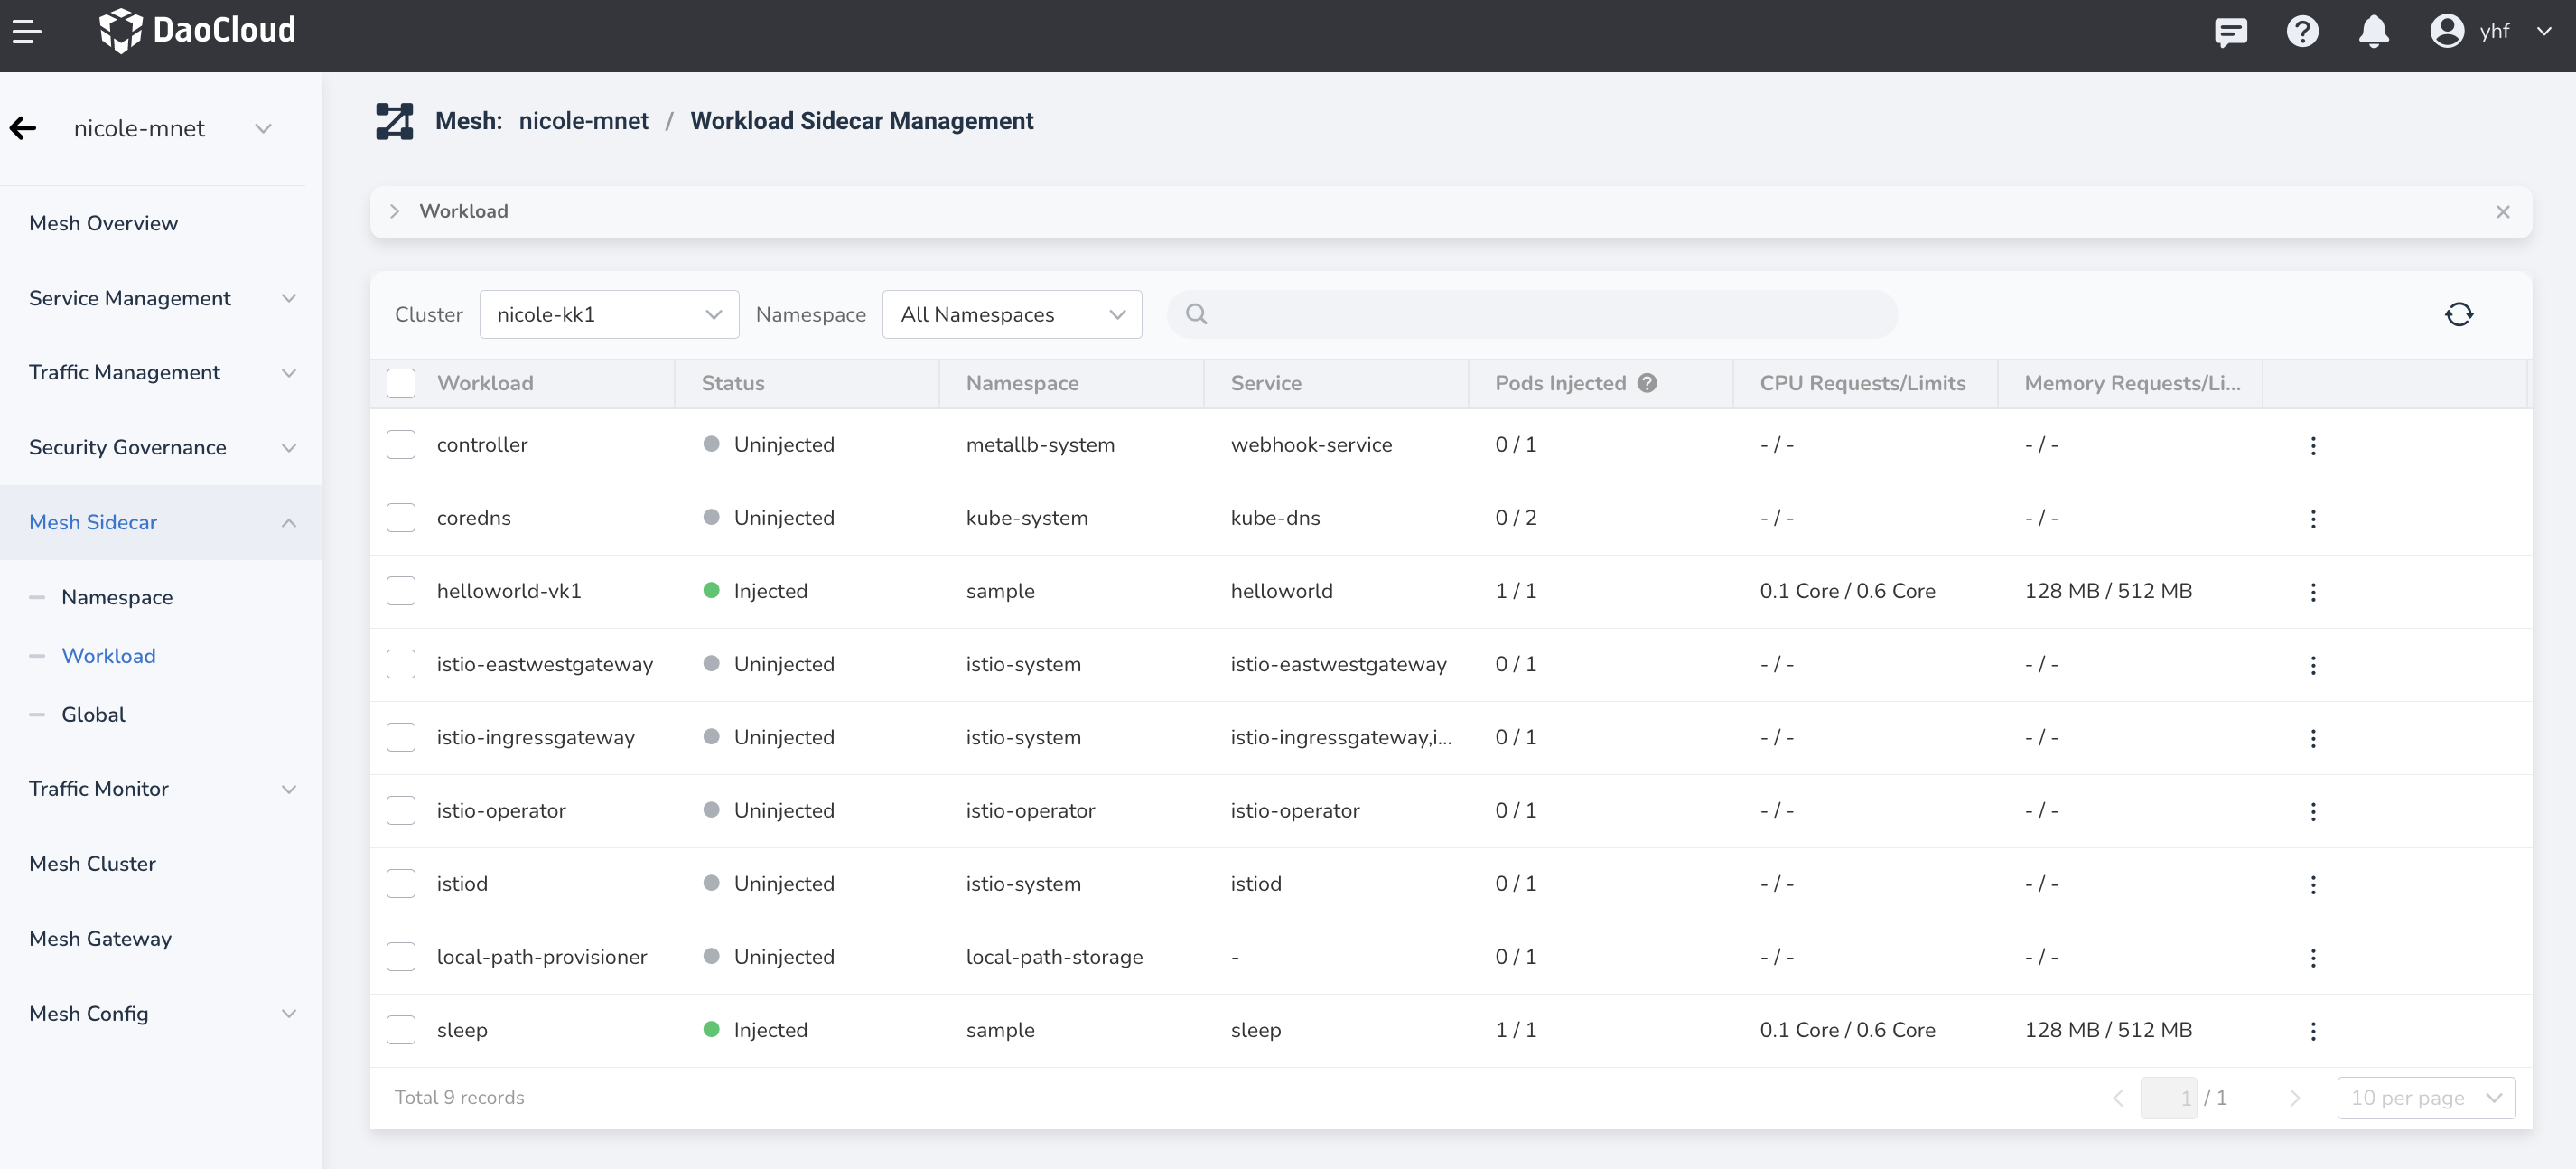 DaoCloud
yhf
nicole-mnet
Mesh: nicole-mnet / Workload Sidecar Management
Mesh Overview
Service Management
Traffic Management
Security Governance
Mesh Sidecar
Namespace
Workload
Global
Traffic Monitor
Mesh Cluster
Mesh Gateway
Mesh Config
Workload
Cluster nicole-kk1 Namespace All Namespaces
Workload Status Namespace Service Pods Injected CPU Requests/Limits Memory Requests/Li...
controller Uninjected metallb-system webhook-service 0 / 1 - / - - / -
coredns Uninjected kube-system kube-dns 0 / 2 - / - - / -
helloworld-vk1 Injected sample helloworld 1 / 1 0.1 Core / 0.6 Core 128 MB / 512 MB
istio-eastwestgateway Uninjected istio-system istio-eastwestgateway 0 / 1 - / - - / -
istio-ingressgateway Uninjected istio-system istio-ingressgateway,i... 0 / 1 - / - - / -
istio-operator Uninjected istio-operator istio-operator 0 / 1 - / - - / -
istiod Uninjected istio-system istiod 0 / 1 - / - - / -
local-path-provisioner Uninjected local-path-storage - 0 / 1 - / - - / -
sleep Injected sample sleep 1 / 1 0.1 Core / 0.6 Core 128 MB / 512 MB
Total 9 records 1 / 1 10 per page